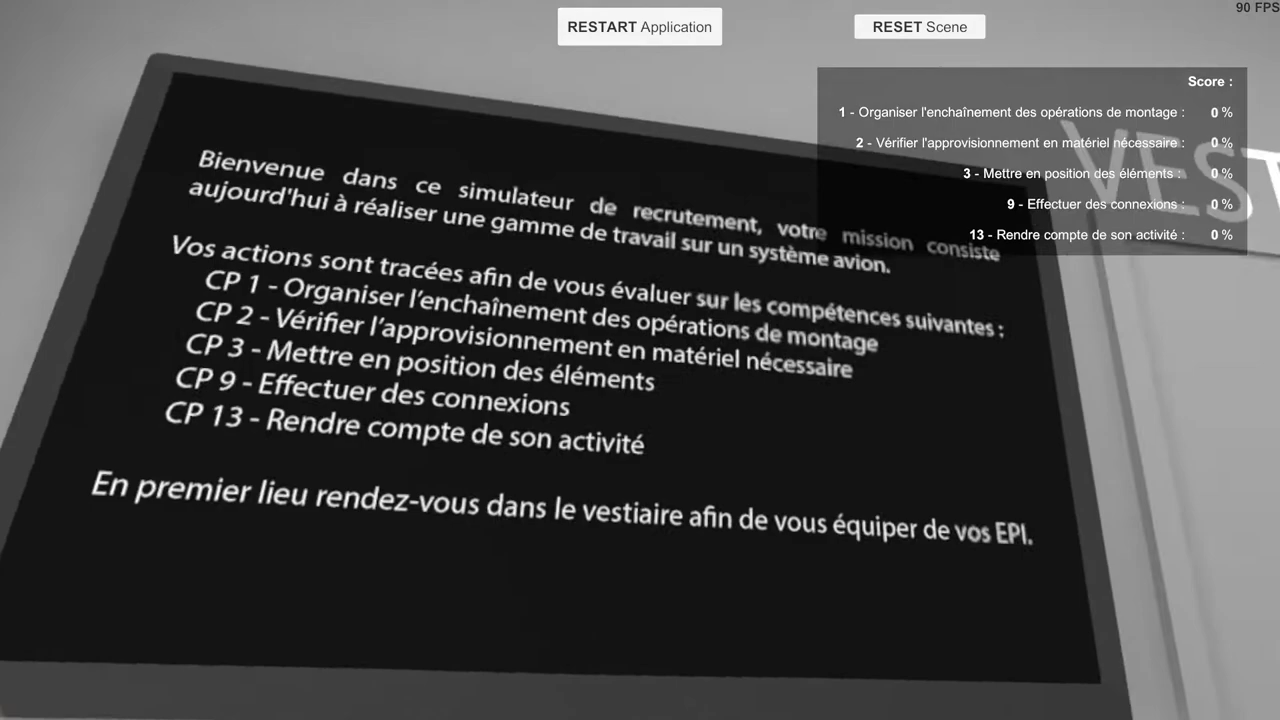 90 FPS
RESTART Application
RESET Scene
Score :
1 - Organiser l'enchaînement des opérations de montage : 0 %
2 - Vérifier l'approvisionnement en matériel nécessaire : 0 %
3 - Mettre en position des éléments : 0 %
9 - Effectuer des connexions : 0 %
13 - Rendre compte de son activité : 0 %
Bienvenue dans ce simulateur de recrutement, votre mission consiste
aujourd'hui à réaliser une gamme de travail sur un système avion.
Vos actions sont tracées afin de vous évaluer sur les compétences suivantes :
CP 1 - Organiser l'enchaînement des opérations de montage
CP 2 - Vérifier l'approvisionnement en matériel nécessaire
CP 3 - Mettre en position des éléments
CP 9 - Effectuer des connexions
CP 13 - Rendre compte de son activité
En premier lieu rendez-vous dans le vestiaire afin de vous équiper de vos EPI.
VEST